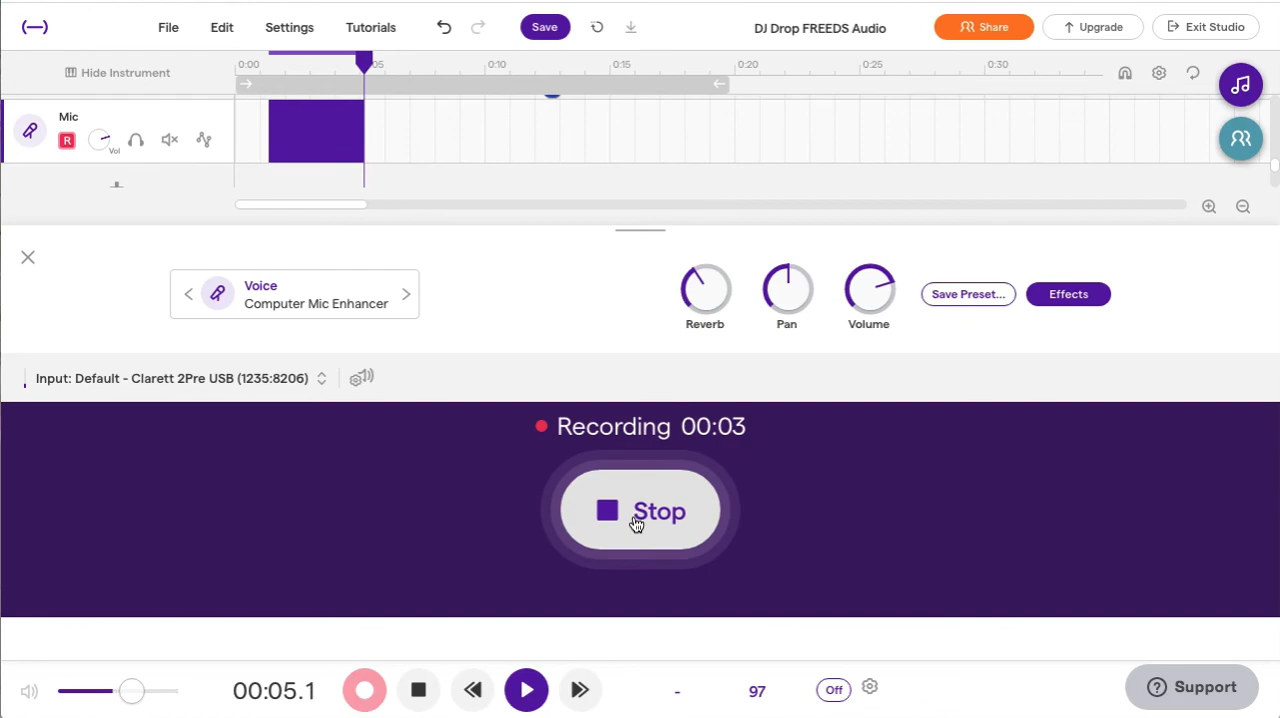 File Edit Settings Tutorials Save DJ Drop FREEDS Audio Share Upgrade Exit Studio
Hide Instrument 0:00 05 0:10 0:15 0:20 0:25 0:30
Mic
R Vol
Voice
Computer Mic Enhancer
Reverb Pan Volume Save Preset... Effects
Input: Default - Clarett 2Pre USB (1235:8206)
Recording 00:03
Stop
00:05.1 - 97 Off Support